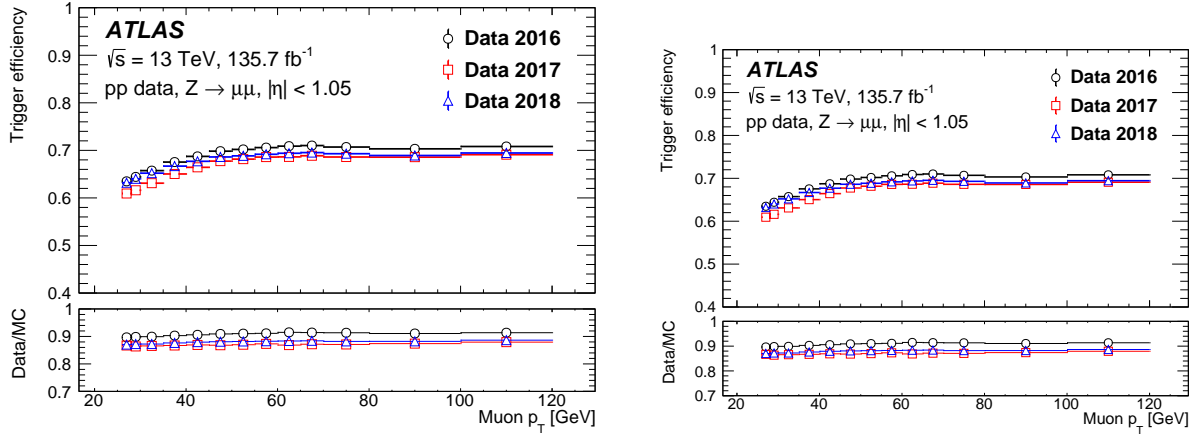 Trigger efficiency
1
0.9
0.8
0.7
0.6
0.5
0.4
ATLAS
√s = 13 TeV, 135.7 fb⁻¹
pp data, Z → μμ, |η| < 1.05
Data 2016
Data 2017
Data 2018
Data/MC
1
0.9
0.8
0.7
20 40 60 80 100 120
Muon p_T [GeV]
Trigger efficiency
1
0.9
0.8
0.7
0.6
0.5
0.4
ATLAS
√s = 13 TeV, 135.7 fb⁻¹
pp data, Z → μμ, |η| < 1.05
Data 2016
Data 2017
Data 2018
Data/MC
1
0.9
0.8
0.7
20 40 60 80 100 120
Muon p_T [GeV]